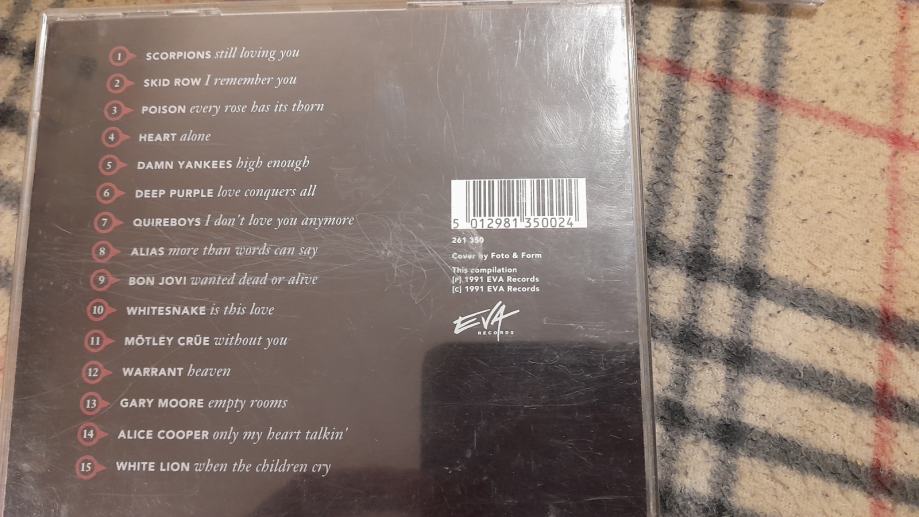 1 SCORPIONS still loving you
2 SKID ROW I remember you
3 POISON every rose has its thorn
4 HEART alone
5 DAMN YANKEES high enough
6 DEEP PURPLE love conquers all
7 QUIREBOYS I don't love you anymore
8 ALIAS more than words can say
9 BON JOVI wanted dead or alive
10 WHITESNAKE is this love
11 MÖTLEY CRÜE without you
12 WARRANT heaven
13 GARY MOORE empty rooms
14 ALICE COOPER only my heart talkin'
15 WHITE LION when the children cry
5 012981 350024
261 350
Cover by Foto & Form
This compilation
(P) 1991 EVA Records
(C) 1991 EVA Records
EVA
RECORDS